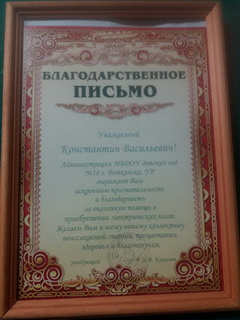 БЛАГОДАРСТВЕННОЕ
ПИСЬМО
Уважаемый
Константин Васильевич!
Администрация МБДОУ детский сад
г. Воткинска, УР
выражает Вам
искреннюю признательность
и благодарность
за оказанную помощь в
приобретении электрических плит.
Желаем Вам и всему вашему коллективу
неиссякаемой энергии, процветания,
здоровья и благополучия.
Заведующий